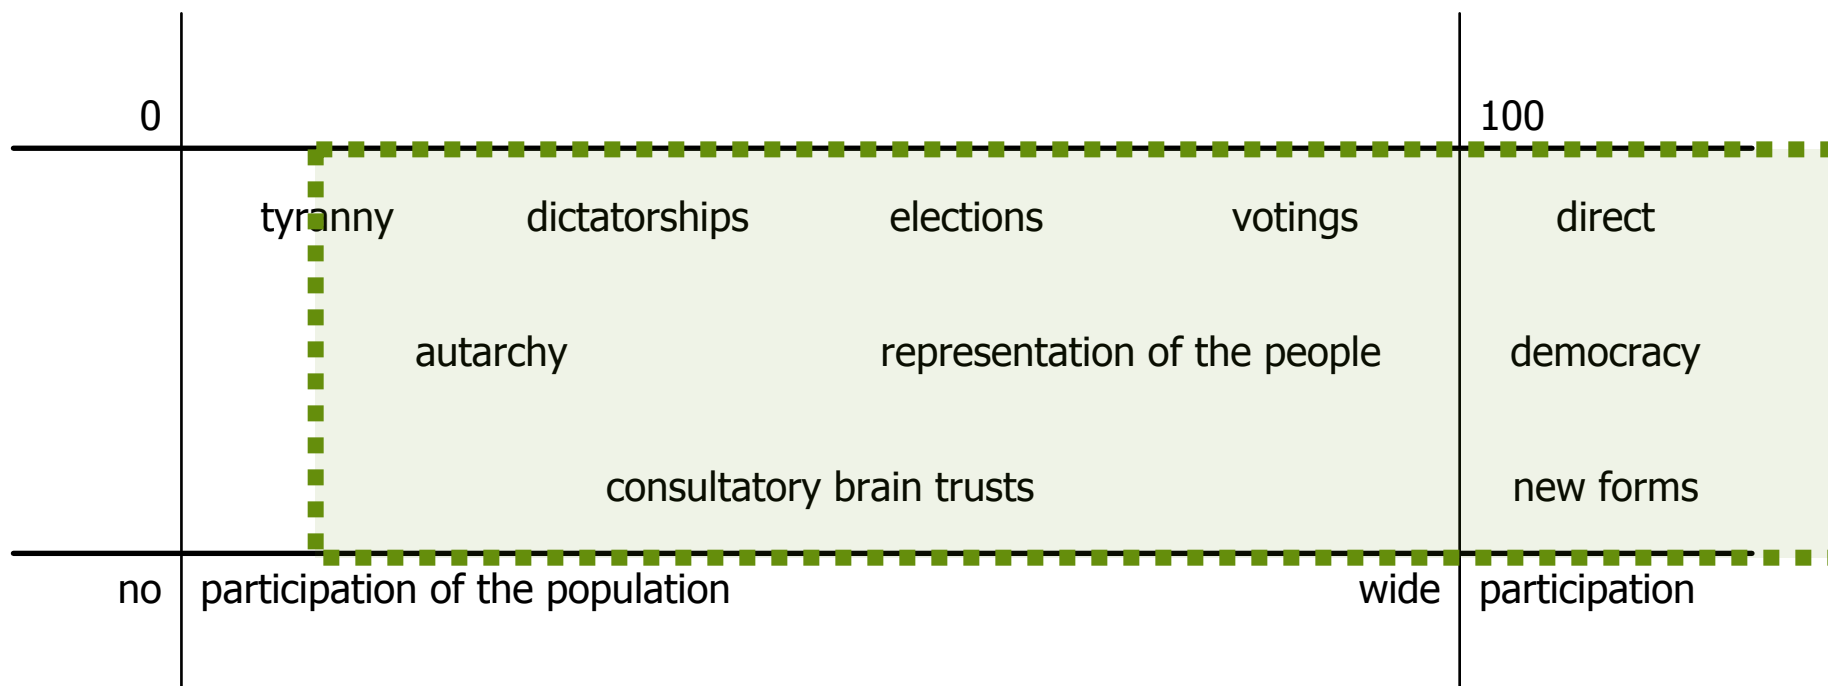 0 100
tyranny dictatorships elections votings direct
autarchy representation of the people democracy
consultatory brain trusts new forms
no participation of the population wide participation